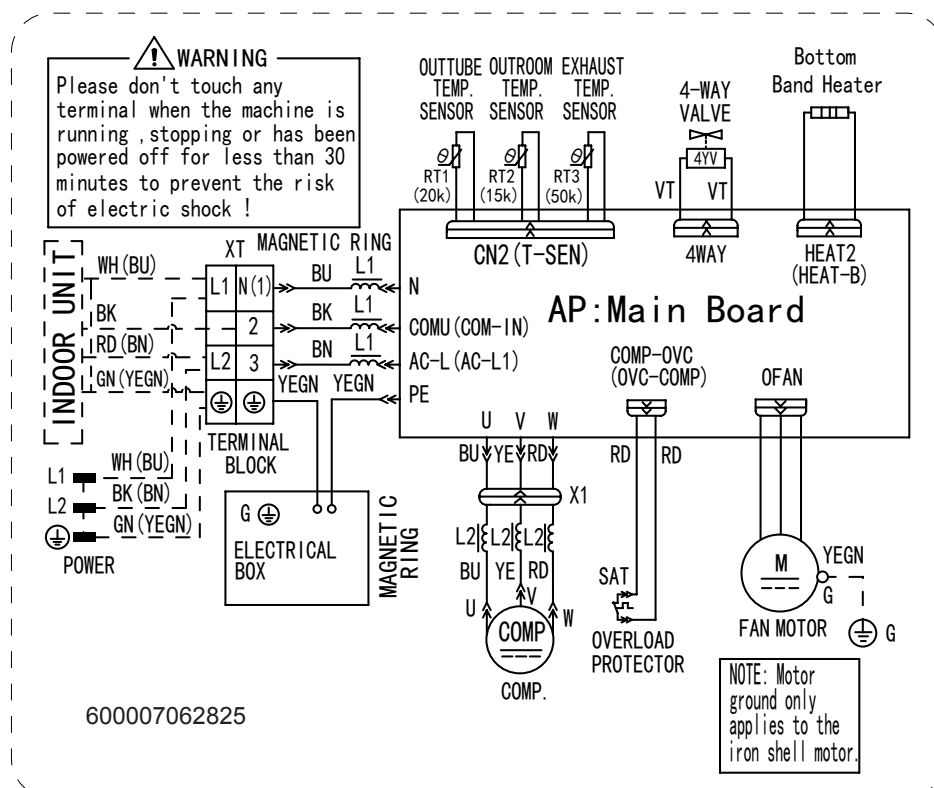 WARNING
Please don't touch any
terminal when the machine is
running ,stopping or has been
powered off for less than 30
minutes to prevent the risk
of electric shock !
OUTTUBE OUTROOM EXHAUST
TEMP. TEMP. TEMP.
SENSOR SENSOR SENSOR
θ θ θ
RT1 RT2 RT3
(20k) (15k) (50k)
4-WAY
VALVE
4YV
VT VT
Bottom
Band Heater
CN2(T-SEN)
4WAY
HEAT2
(HEAT-B)
AP:Main Board
INDOOR UNIT
WH(BU)
BK
RD(BN)
GN(YEGN)
XT
L1 N(1)
2
L2 3
TERMINAL
BLOCK
MAGNETIC RING
BU L1 N
BK L1 COMU(COM-IN)
BN L1 AC-L(AC-L1)
YEGN YEGN PE
L1 WH(BU)
L2 BK(BN)
GN(YEGN)
POWER
G
ELECTRICAL
BOX
MAGNETIC
RING
U V W
BU YE RD
X1
L2 L2 L2
BU YE RD
U V W
COMP
COMP.
COMP-OVC
(OVC-COMP)
RD RD
SAT
OVERLOAD
PROTECTOR
OFAN
M
YEGN
G
FAN MOTOR
G
NOTE: Motor
ground only
applies to the
iron shell motor.
600007062825